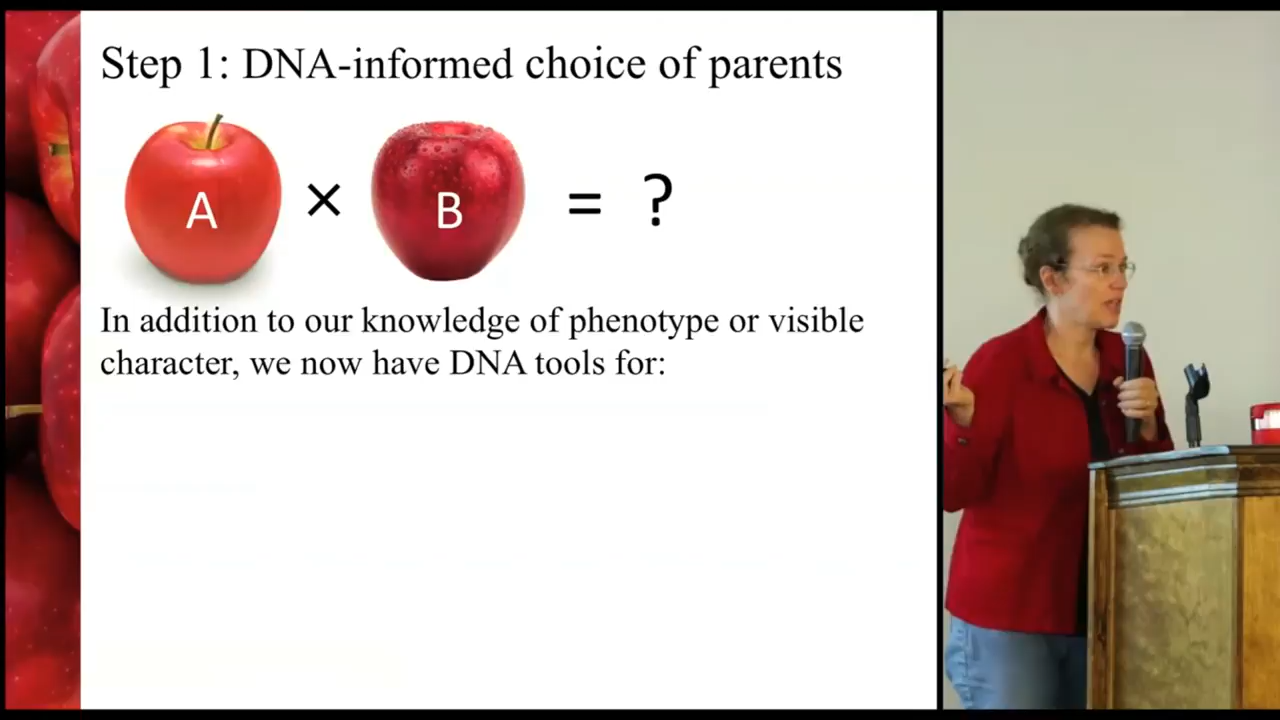 Step 1: DNA-informed choice of parents
A × B = ?
In addition to our knowledge of phenotype or visible
character, we now have DNA tools for: